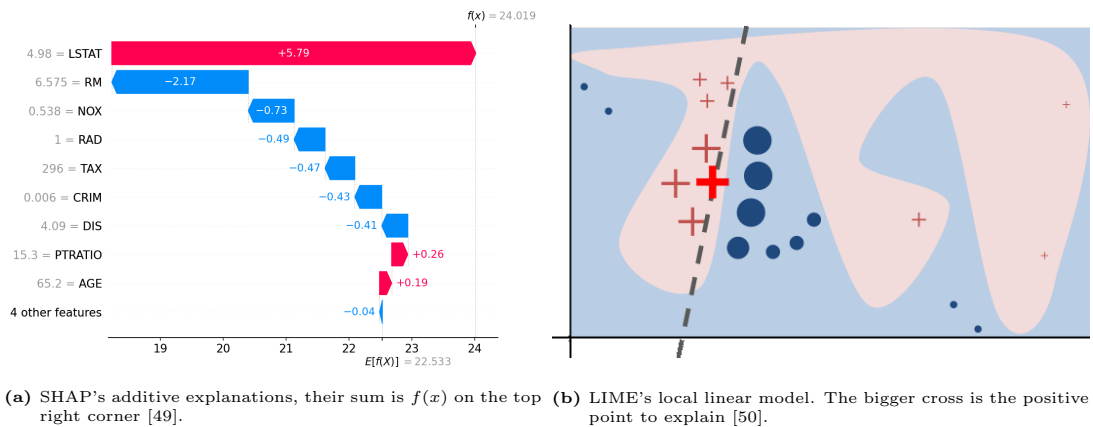 f(x) = 24.019
4.98 = LSTAT
+5.79
6.575 = RM
−2.17
0.538 = NOX
−0.73
1 = RAD
−0.49
296 = TAX
−0.47
0.006 = CRIM
−0.43
4.09 = DIS
−0.41
15.3 = PTRATIO
+0.26
65.2 = AGE
+0.19
4 other features
−0.04
19 20 21 22 23 24
E[f(X)] = 22.533
(a) SHAP's additive explanations, their sum is f(x) on the top
right corner [49].
(b) LIME's local linear model. The bigger cross is the positive
point to explain [50].